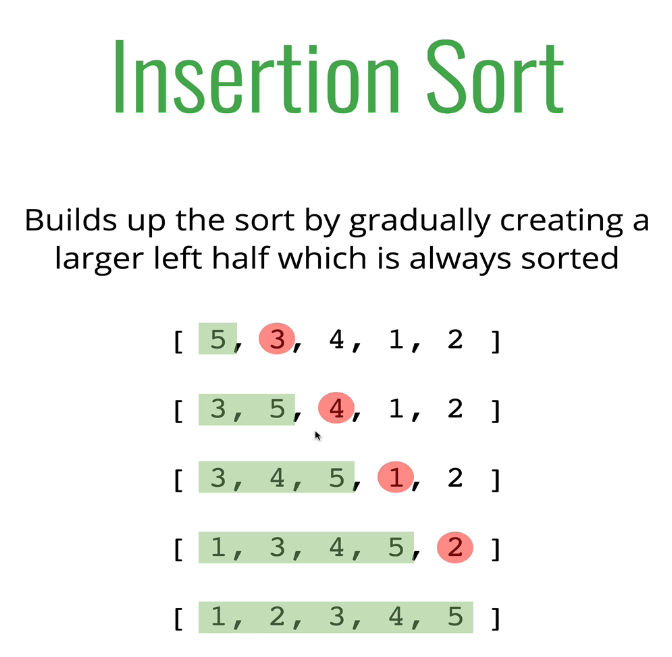 Insertion Sort
Builds up the sort by gradually creating a
larger left half which is always sorted
[ 5, 3, 4, 1, 2 ]
[ 3, 5, 4, 1, 2 ]
[ 3, 4, 5, 1, 2 ]
[ 1, 3, 4, 5, 2 ]
[ 1, 2, 3, 4, 5 ]